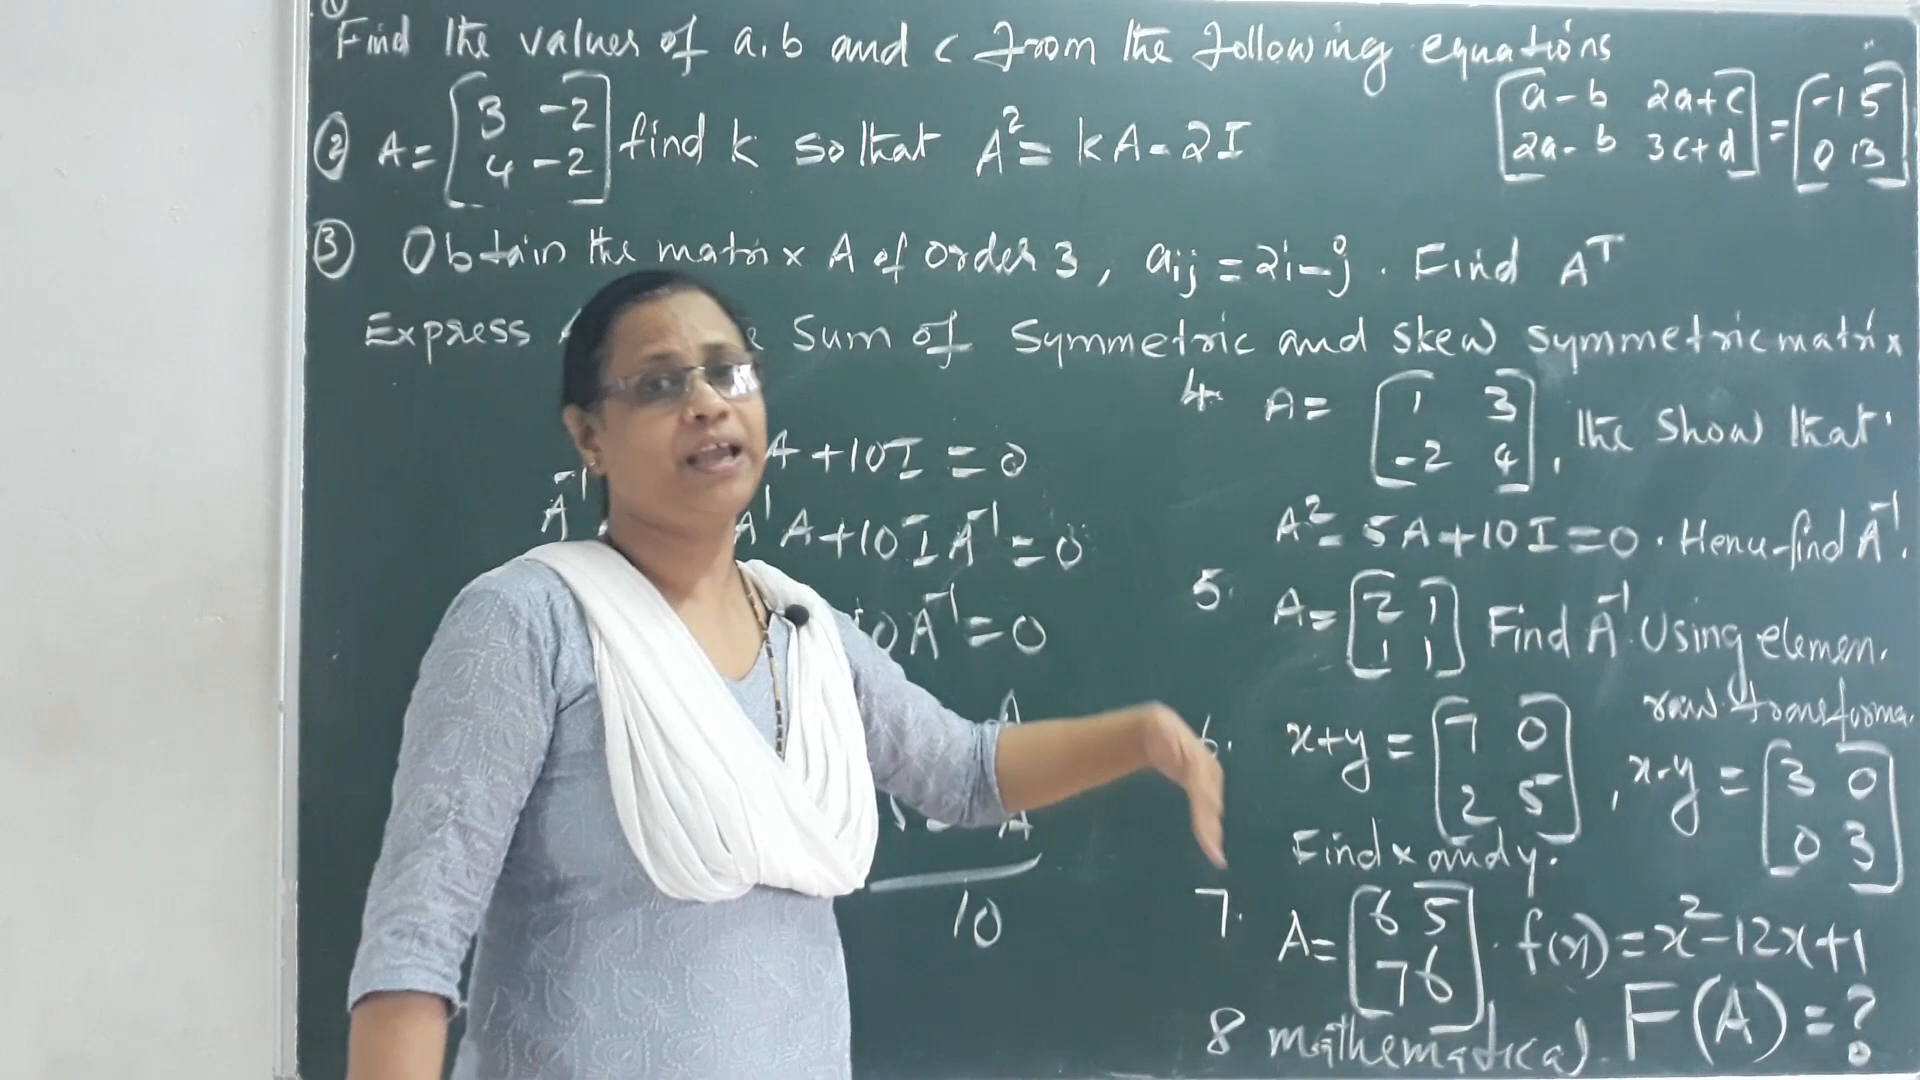 ①
Find the values of a, b and c from the following equations
[a-b 2a+c
2a-b 3c+d] = [-1 5
0 13]
② A = [3 -2
4 -2] find k so that A² = kA - 2I
③ Obtain the matrix A of order 3, aij = 2i-j. Find Aᵀ
Express sum of symmetric and skew symmetric matrix
A + 10I = 0
A⁻¹ A⁻¹A + 10IA⁻¹ = 0
0A⁻¹ = 0
A
A
10
4. A = [1 3
-2 4], the show that
A² - 5A + 10I = 0. Hence find A⁻¹.
5. A = [2 1
1 1] Find A⁻¹ Using elemen.
row transforma.
6. x+y = [7 0
2 5], x-y = [3 0
0 3]
Find x and y.
7. A = [6 5
7 6]. f(x) = x²-12x+1
F(A) = ?
8 mathematical